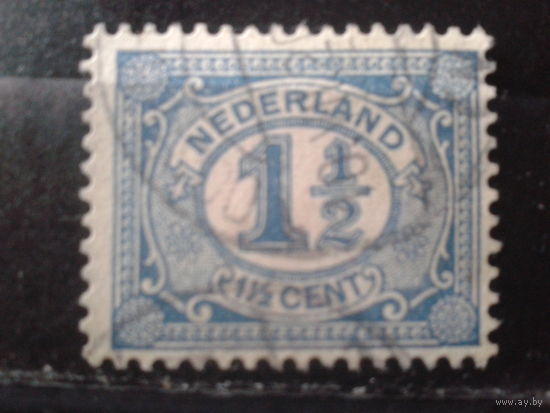 NEDERLAND
1 1/2
1½ CENT
www.ay.by